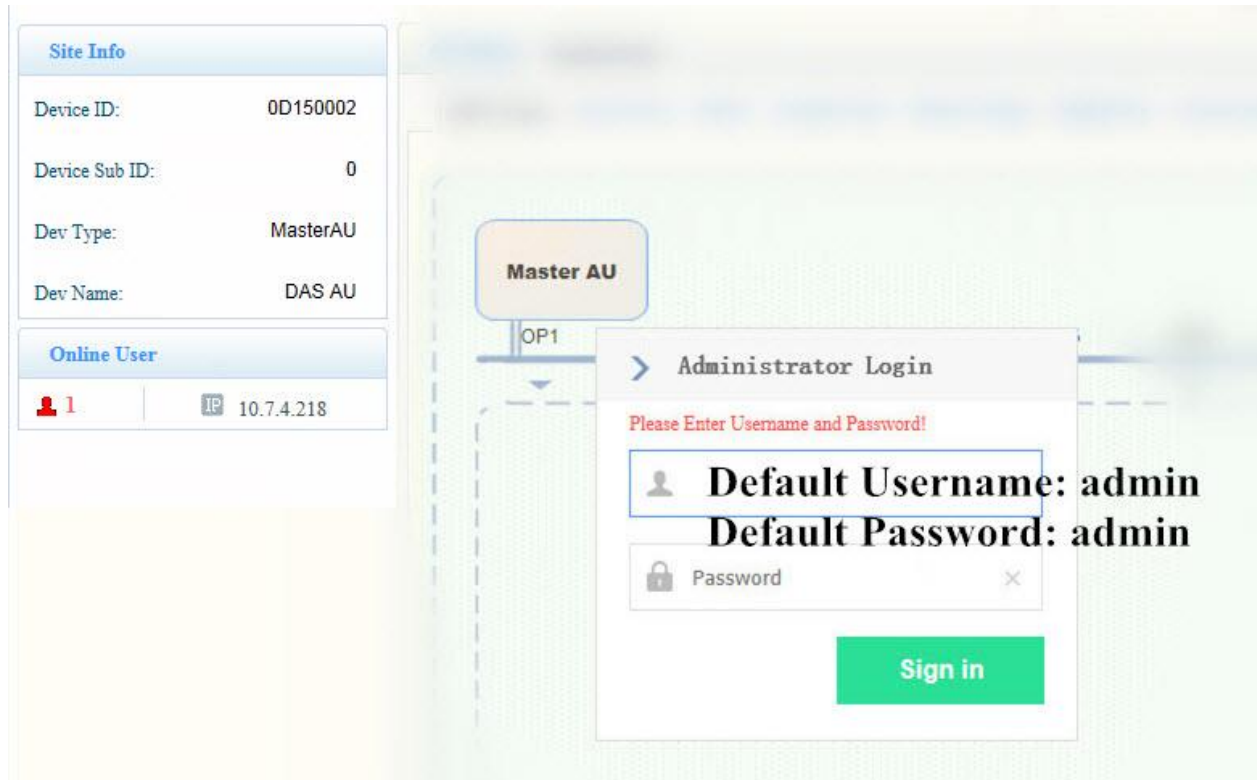 Site Info
Device ID: 0D150002
Device Sub ID: 0
Dev Type: MasterAU
Dev Name: DAS AU
Online User
1 IP 10.7.4.218
Master AU
OP1
Administrator Login
Please Enter Username and Password!
Default Username: admin
Default Password: admin
Password
Sign in